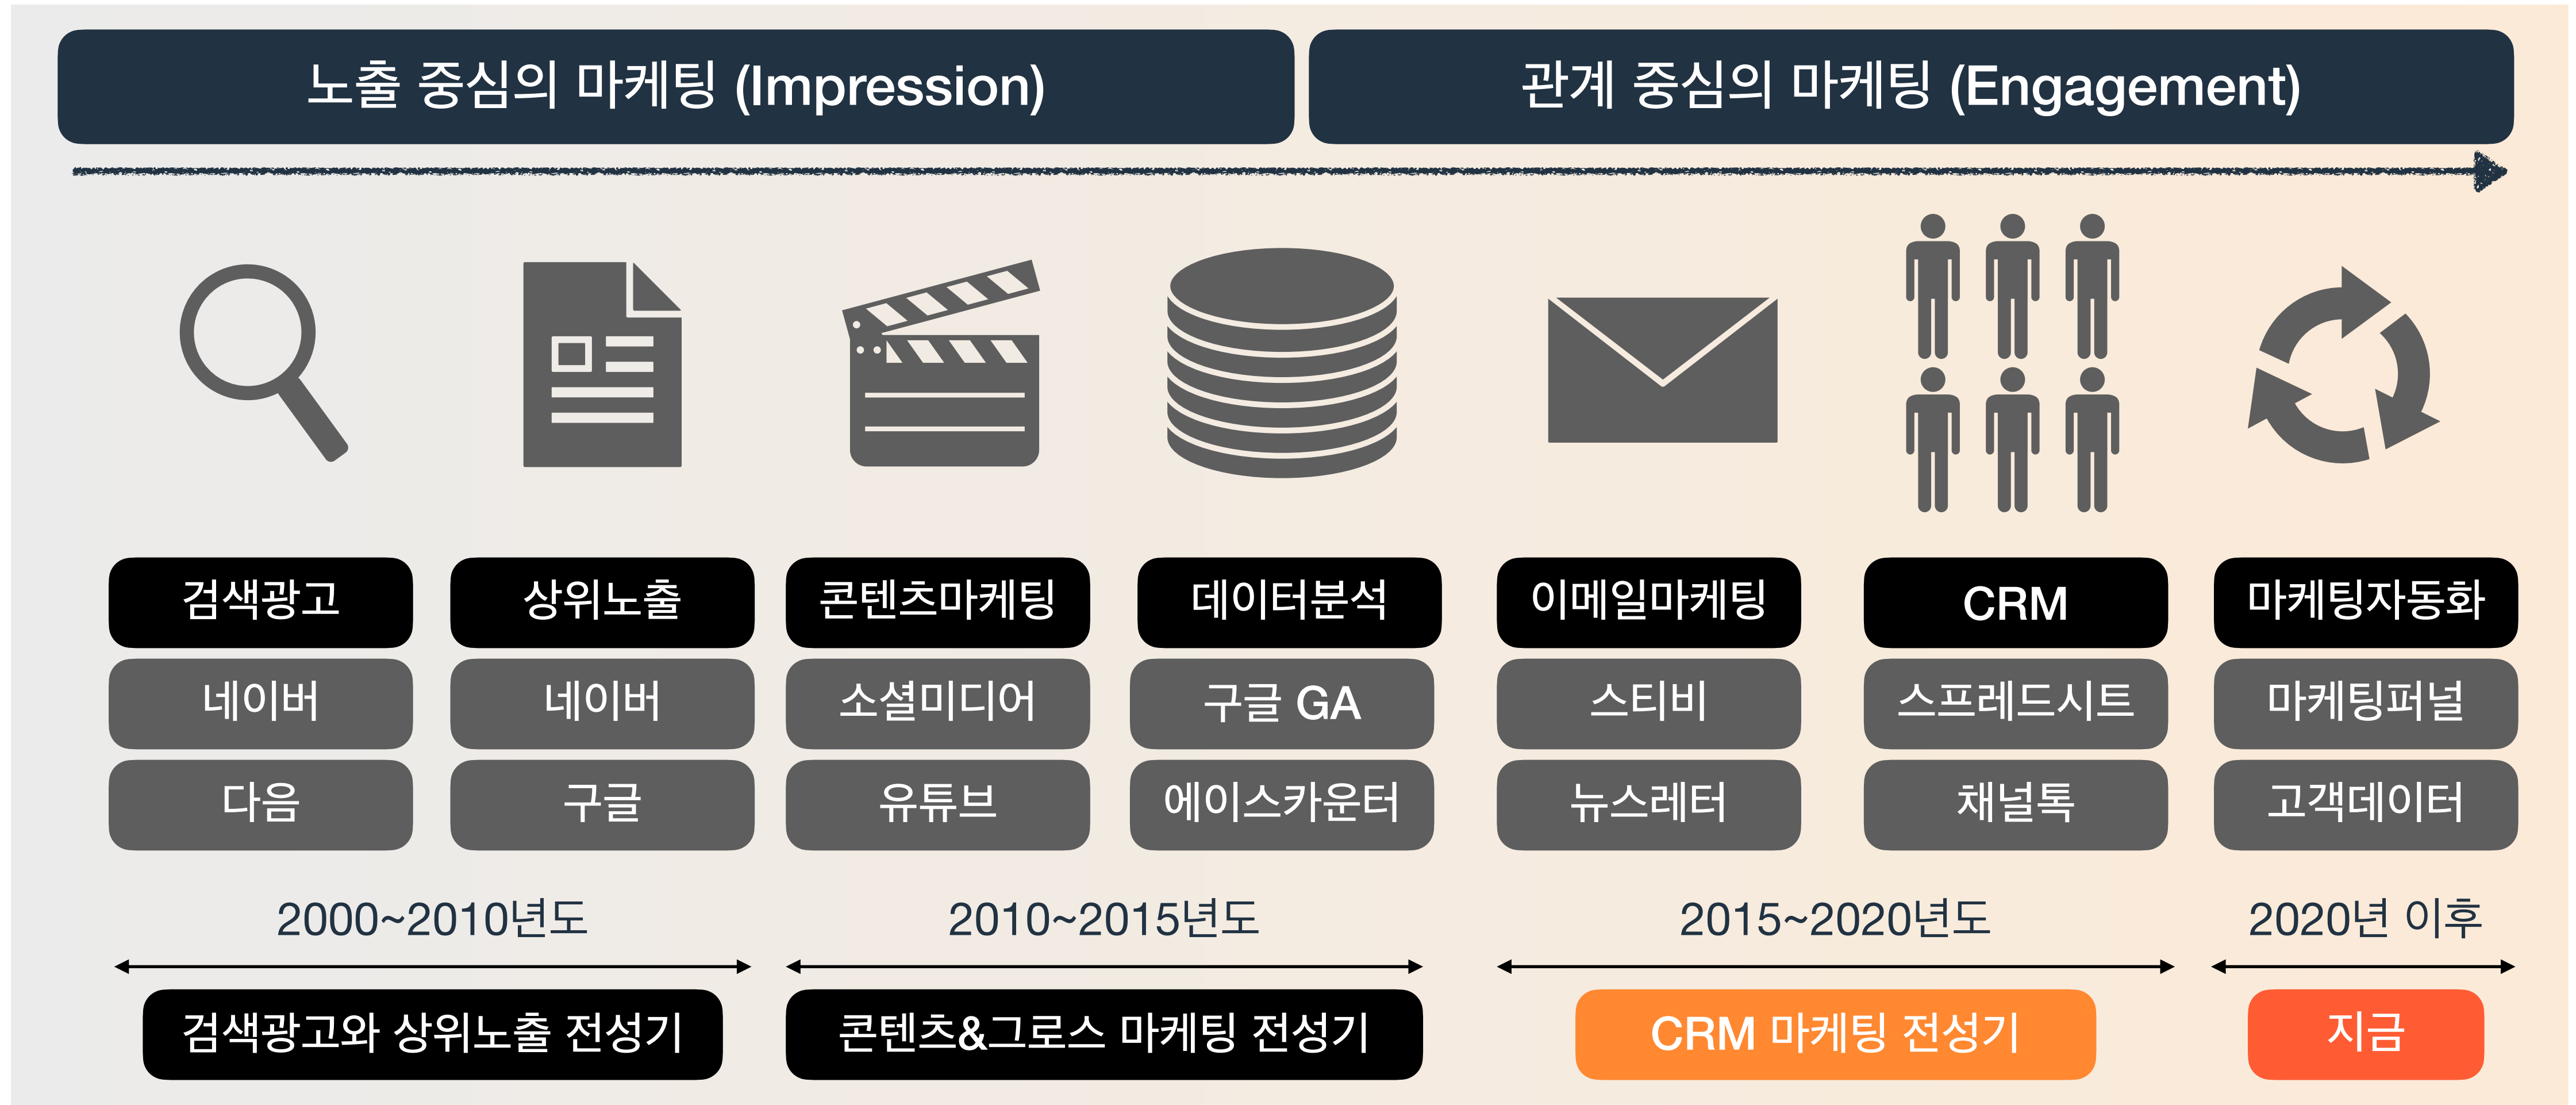 노출 중심의 마케팅 (Impression)
관계 중심의 마케팅 (Engagement)
검색광고
상위노출
콘텐츠마케팅
데이터분석
이메일마케팅
CRM
마케팅자동화
네이버
네이버
소셜미디어
구글 GA
스티비
스프레드시트
마케팅퍼널
다음
구글
유튜브
에이스카운터
뉴스레터
채널톡
고객데이터
2000~2010년도
2010~2015년도
2015~2020년도
2020년 이후
검색광고와 상위노출 전성기
콘텐츠&그로스 마케팅 전성기
CRM 마케팅 전성기
지금